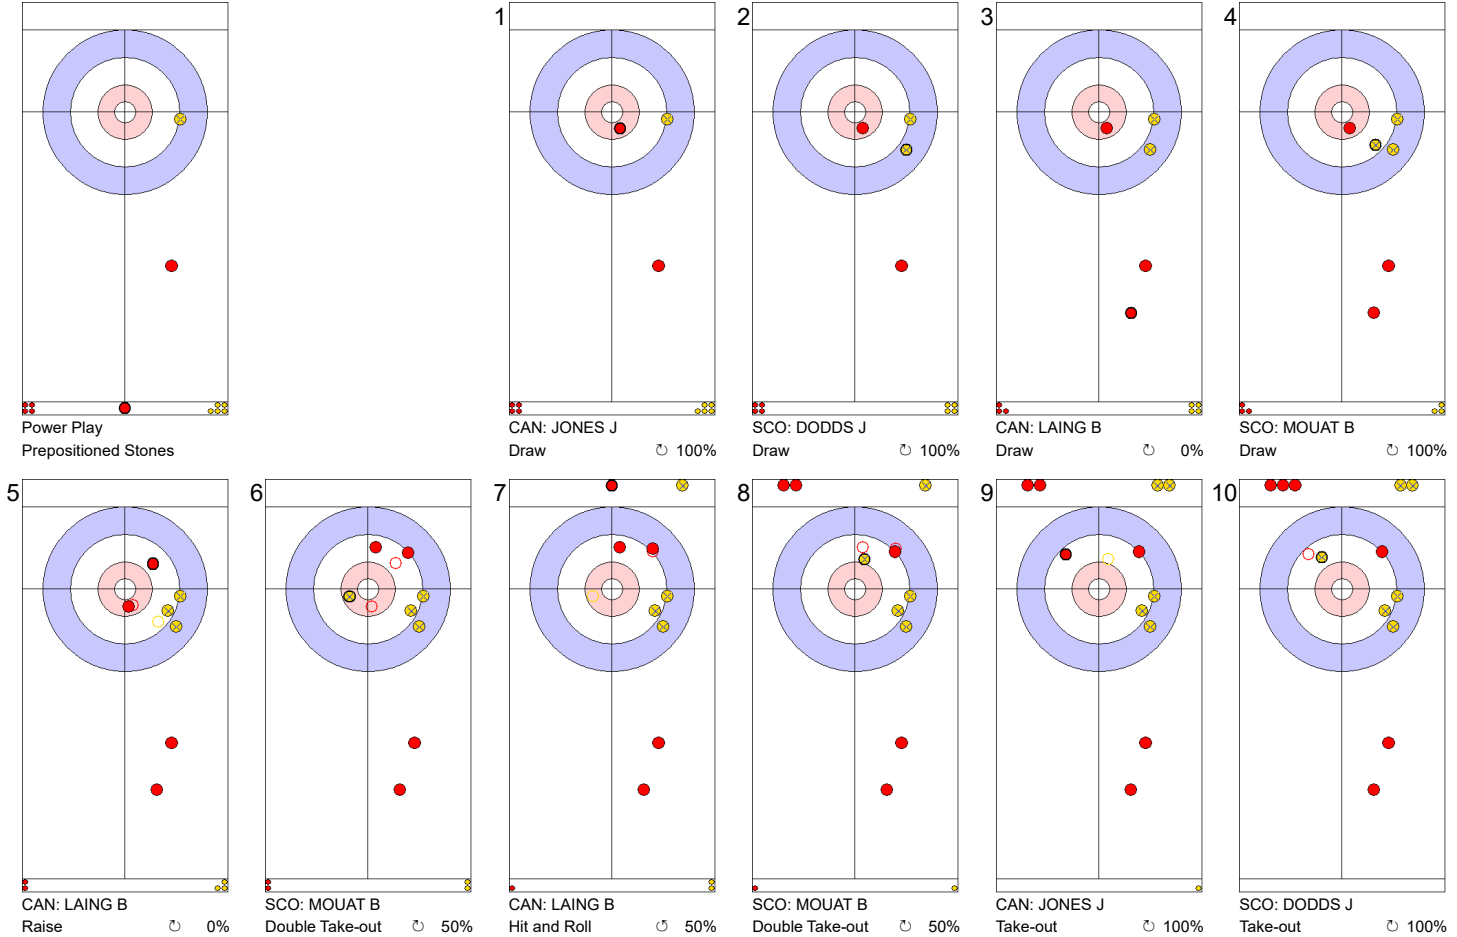 1
2
3
4
Power Play
Prepositioned Stones
CAN: JONES J
Draw ↻ 100%
SCO: DODDS J
Draw ↻ 100%
CAN: LAING B
Draw ↻ 0%
SCO: MOUAT B
Draw ↻ 100%
5
6
7
8
9
10
CAN: LAING B
Raise ↻ 0%
SCO: MOUAT B
Double Take-out ↻ 50%
CAN: LAING B
Hit and Roll ↺ 50%
SCO: MOUAT B
Double Take-out ↻ 50%
CAN: JONES J
Take-out ↻ 100%
SCO: DODDS J
Take-out ↻ 100%